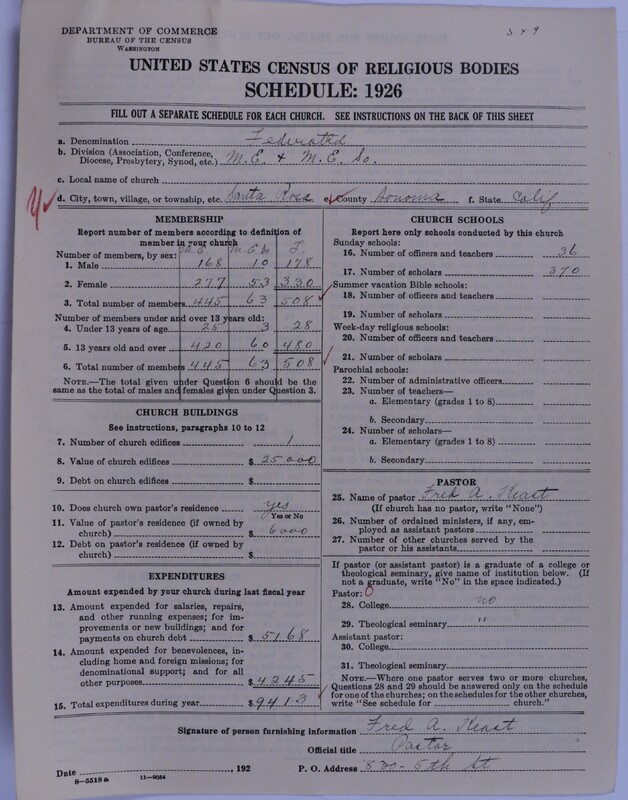 DEPARTMENT OF COMMERCE
BUREAU OF THE CENSUS
WASHINGTON
UNITED STATES CENSUS OF RELIGIOUS BODIES
SCHEDULE: 1926
FILL OUT A SEPARATE SCHEDULE FOR EACH CHURCH. SEE INSTRUCTIONS ON THE BACK OF THIS SHEET
a. Denomination Federated
b. Division (Association, Conference, Diocese, Presbytery, Synod, etc.) M.E. & M.E. So.
c. Local name of church
d. City, town, village, or township, etc. Santa Rosa e. County Sonoma f. State Calif
MEMBERSHIP
Report number of members according to definition of
member in your church
Number of members, by sex: M.E. M.E. So T.
1. Male 168 10 178
2. Female 277 53 330
3. Total number of members 445 63 508
Number of members under and over 13 years old:
4. Under 13 years of age 25 3 28
5. 13 years old and over 420 60 480
6. Total number of members 445 63 508
NOTE.—The total given under Question 6 should be
same as the total of males and females given under Question 3.
CHURCH BUILDINGS
See instructions, paragraphs 10 to 12
7. Number of church edifices 1
8. Value of church edifices $ 25000
9. Debt on church edifices $
10. Does church own pastor's residence yes
Yes or No
11. Value of pastor's residence (if owned by
church) $ 6000
12. Debt on pastor's residence (if owned by
church) $
EXPENDITURES
Amount expended by your church during last fiscal year
13. Amount expended for salaries, repairs,
and other running expenses; for im-
provements or new buildings; and for
payments on church debt $ 5168
14. Amount expended for benevolences, in-
cluding home and foreign missions; for
denominational support; and for all
other purposes $ 4245
15. Total expenditures during year $ 9413
CHURCH SCHOOLS
Report here only schools conducted by this church
Sunday schools:
16. Number of officers and teachers 36
17. Number of scholars 370
Summer vacation Bible schools:
18. Number of officers and teachers
19. Number of scholars
Week-day religious schools:
20. Number of officers and teachers
21. Number of scholars
Parochial schools:
22. Number of administrative officers
23. Number of teachers—
a. Elementary (grades 1 to 8)
b. Secondary
24. Number of scholars—
a. Elementary (grades 1 to 8)
b. Secondary
PASTOR
25. Name of pastor Fred A. Keast
(If church has no pastor, write "None")
26. Number of ordained ministers, if any, em-
ployed as assistant pastors
27. Number of other churches served by the
pastor or his assistants
If pastor (or assistant pastor) is a graduate of a college or
theological seminary, give name of institution below. (If
not a graduate, write "No" in the space indicated.)
Pastor: 0
28. College no
29. Theological seminary "
Assistant pastor:
30. College
31. Theological seminary
NOTE.—Where one pastor serves two or more churches,
Questions 28 and 29 should be answered only on the schedule
for one of the churches; on the schedules for the other churches,
write "See schedule for church."
Signature of person furnishing information Fred A. Keast
Official title Pastor
Date , 192 P. O. Address 5th St
8—5518a 11—9054